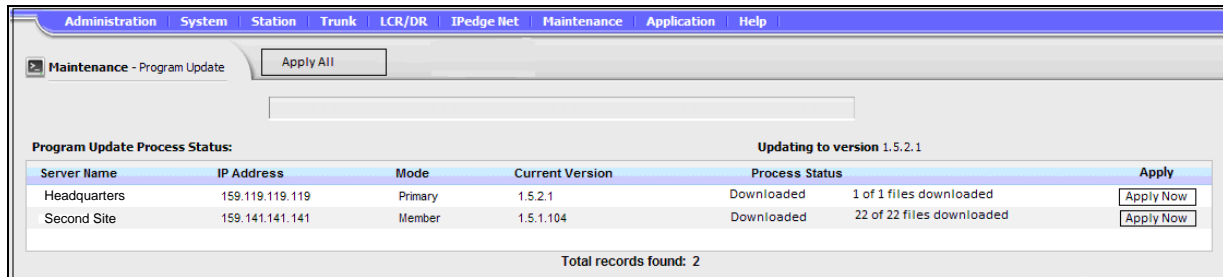 Administration System Station Trunk LCR/DR IPedge Net Maintenance Application Help
Maintenance - Program Update Apply All
Program Update Process Status: Updating to version 1.5.2.1
Server Name IP Address Mode Current Version Process Status Apply
Headquarters 159.119.119.119 Primary 1.5.2.1 Downloaded 1 of 1 files downloaded Apply Now
Second Site 159.141.141.141 Member 1.5.1.104 Downloaded 22 of 22 files downloaded Apply Now
Total records found: 2